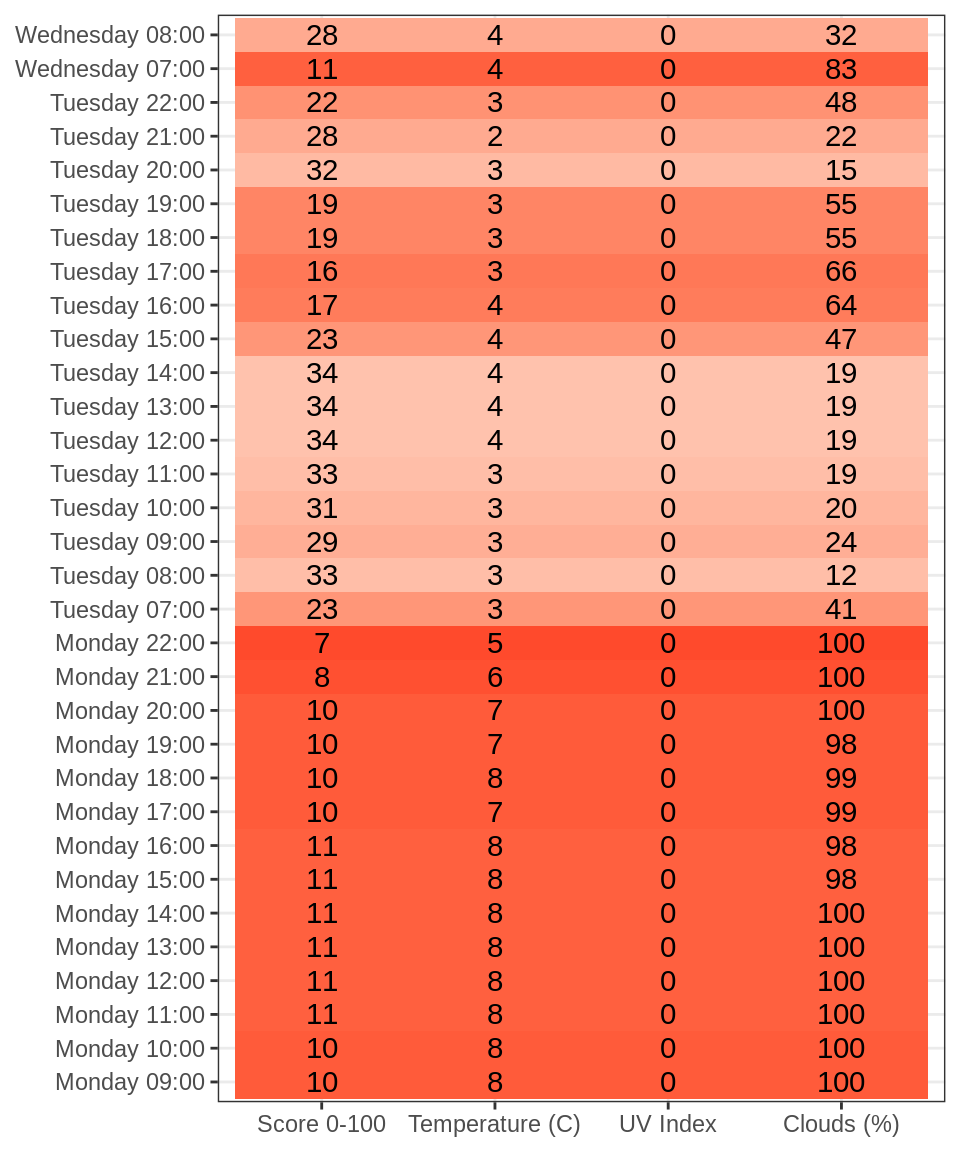 Wednesday 08:00 28 4 0 32
Wednesday 07:00 11 4 0 83
Tuesday 22:00 22 3 0 48
Tuesday 21:00 28 2 0 22
Tuesday 20:00 32 3 0 15
Tuesday 19:00 19 3 0 55
Tuesday 18:00 19 3 0 55
Tuesday 17:00 16 3 0 66
Tuesday 16:00 17 4 0 64
Tuesday 15:00 23 4 0 47
Tuesday 14:00 34 4 0 19
Tuesday 13:00 34 4 0 19
Tuesday 12:00 34 4 0 19
Tuesday 11:00 33 3 0 19
Tuesday 10:00 31 3 0 20
Tuesday 09:00 29 3 0 24
Tuesday 08:00 33 3 0 12
Tuesday 07:00 23 3 0 41
Monday 22:00 7 5 0 100
Monday 21:00 8 6 0 100
Monday 20:00 10 7 0 100
Monday 19:00 10 7 0 98
Monday 18:00 10 8 0 99
Monday 17:00 10 7 0 99
Monday 16:00 11 8 0 98
Monday 15:00 11 8 0 98
Monday 14:00 11 8 0 100
Monday 13:00 11 8 0 100
Monday 12:00 11 8 0 100
Monday 11:00 11 8 0 100
Monday 10:00 10 8 0 100
Monday 09:00 10 8 0 100
Score 0-100 Temperature (C) UV Index Clouds (%)